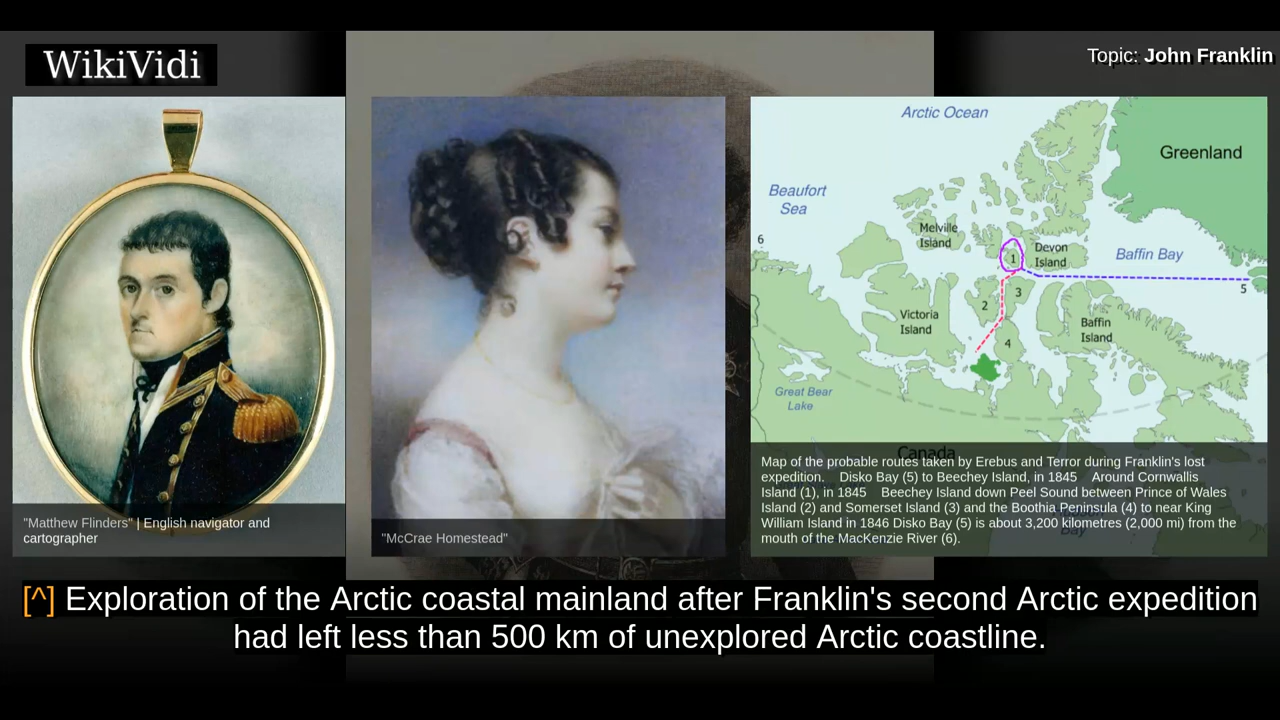 WikiVidi
Topic: John Franklin
"Matthew Flinders" | English navigator and
cartographer
"McCrae Homestead"
Arctic Ocean
Greenland
Beaufort
Sea
6
Melville
Island
1
Devon
Island
Baffin Bay
5
2
3
Victoria
Island
4
Baffin
Island
Great Bear
Lake
Canada
Map of the probable routes taken by Erebus and Terror during Franklin's lost
expedition. Disko Bay (5) to Beechey Island, in 1845 Around Cornwallis
Island (1), in 1845 Beechey Island down Peel Sound between Prince of Wales
Island (2) and Somerset Island (3) and the Boothia Peninsula (4) to near King
William Island in 1846 Disko Bay (5) is about 3,200 kilometres (2,000 mi) from the
mouth of the MacKenzie River (6).
[^] Exploration of the Arctic coastal mainland after Franklin's second Arctic expedition
had left less than 500 km of unexplored Arctic coastline.